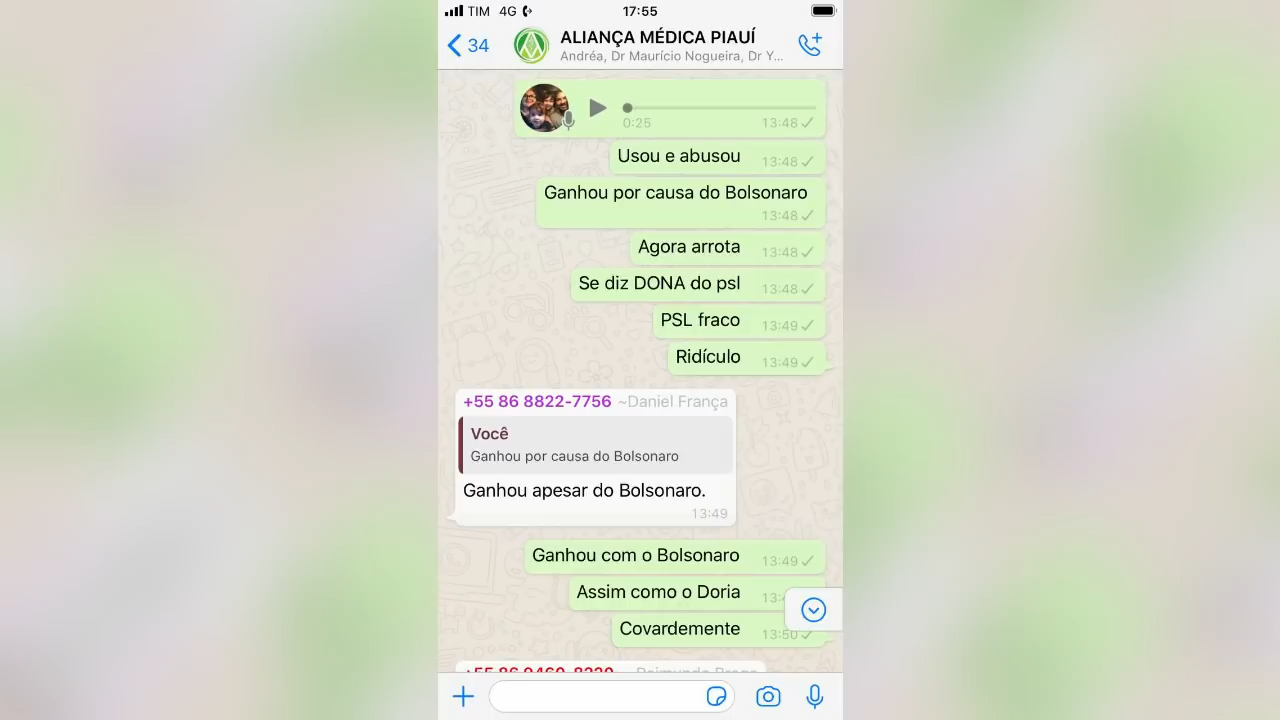 TIM 4G 17:55
34 ALIANÇA MÉDICA PIAUÍ
Andréa, Dr Maurício Nogueira, Dr Y...
0:25 13:48
Usou e abusou 13:48
Ganhou por causa do Bolsonaro
13:48
Agora arrota 13:48
Se diz DONA do psl 13:48
PSL fraco 13:49
Ridículo 13:49
+55 86 8822-7756 ~Daniel França
Você
Ganhou por causa do Bolsonaro
Ganhou apesar do Bolsonaro.
13:49
Ganhou com o Bolsonaro 13:49
Assim como o Doria
Covardemente 13:50